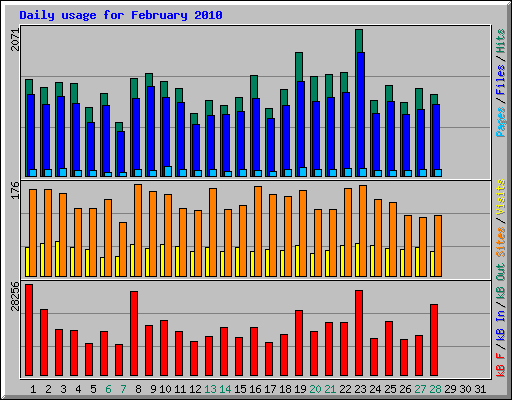 Daily usage for February 2010
2071
Pages / Files / Hits
176
Sites / Visits
28256
kB F / kB In / kB Out
1 2 3 4 5 6 7 8 9 10 11 12 13 14 15 16 17 18 19 20 21 22 23 24 25 26 27 28 29 30 31